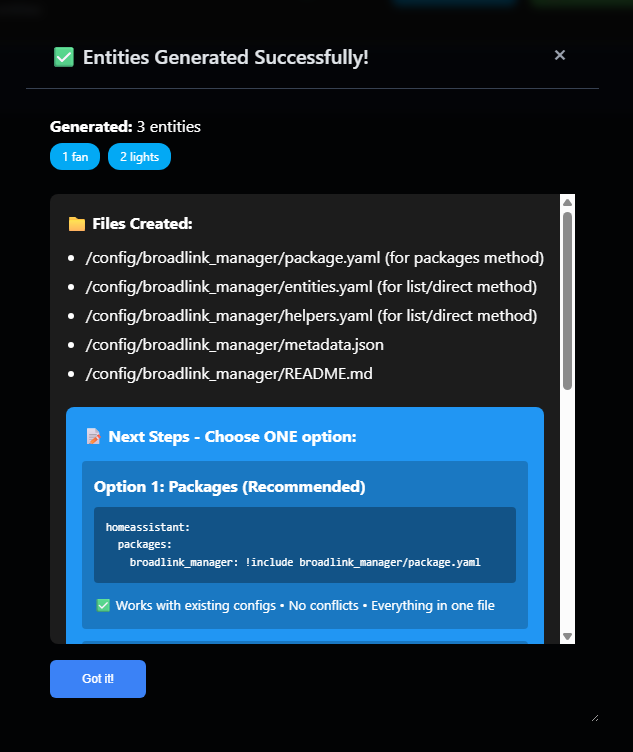 ✅ Entities Generated Successfully!
×
Generated: 3 entities
1 fan
2 lights
📁 Files Created:
• /config/broadlink_manager/package.yaml (for packages method)
• /config/broadlink_manager/entities.yaml (for list/direct method)
• /config/broadlink_manager/helpers.yaml (for list/direct method)
• /config/broadlink_manager/metadata.json
• /config/broadlink_manager/README.md
📝 Next Steps - Choose ONE option:
Option 1: Packages (Recommended)
homeassistant:
  packages:
    broadlink_manager: !include broadlink_manager/package.yaml
✅ Works with existing configs • No conflicts • Everything in one file
Got it!